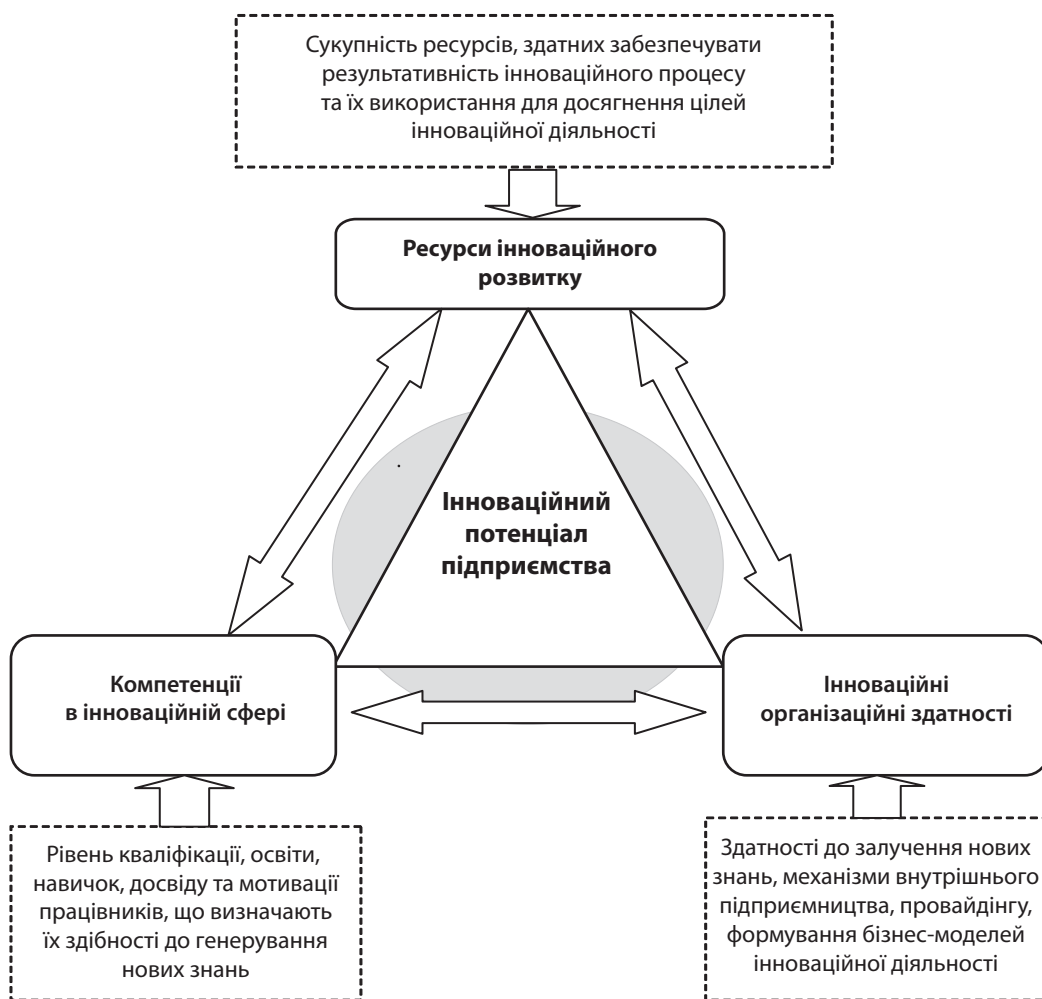 Сукупність ресурсів, здатних забезпечувати
результативність інноваційного процесу
та їх використання для досягнення цілей
інноваційної діяльності
Ресурси інноваційного
розвитку
Інноваційний
потенціал
підприємства
Компетенції
в інноваційній сфері
Інноваційні
організаційні здатності
Рівень кваліфікації, освіти,
навичок, досвіду та мотивації
працівників, що визначають
їх здібності до генерування
нових знань
Здатності до залучення нових
знань, механізми внутрішнього
підприємництва, провайдінгу,
формування бізнес-моделей
інноваційної діяльності